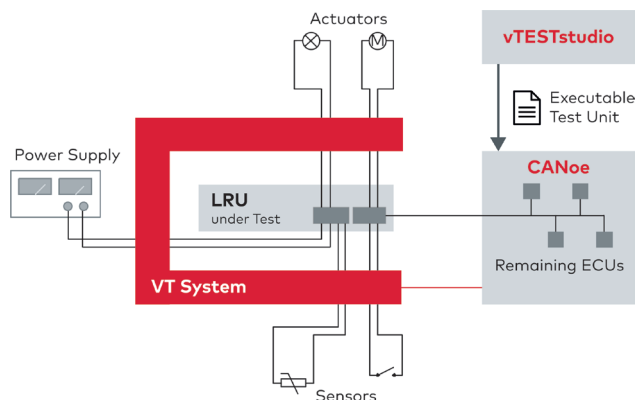 Actuators
vTESTstudio
Executable
Test Unit
Power Supply
CANoe
LRU
under Test
M
Remaining ECUs
VT System
Sensors